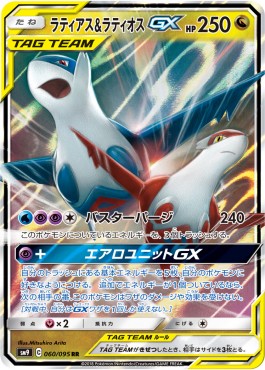 たね ラティアス&ラティオスGX HP250
TAG TEAM
バスターパージ 240
このポケモンについているエネルギーを、3個トラッシュする。
+ エアロユニットGX
自分のトラッシュにある基本エネルギーを5枚、自分のポケモンに
好きなようにつける。追加でエネルギーが1個ついているなら、
次の相手の番、このポケモンはワザのダメージや効果を受けない。
[対戦中、自分はGXワザを1回しか使えない。]
弱点 ×2 抵抗力 にげる
SM9 060/095 RR
TAG TEAM ルール
Illus.Mitsuhiro Arita
©2018 Pokémon/Nintendo/Creatures/GAME FREAK.
TAG TEAMがきぜつしたとき、相手はサイドを3枚とる。